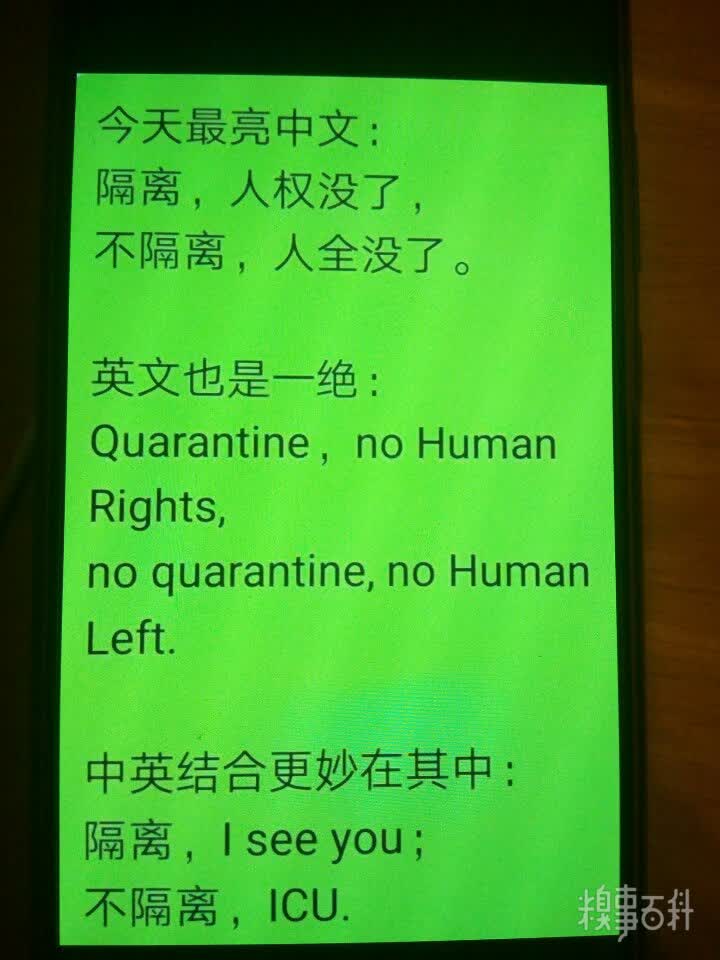 今天最亮中文：
隔离，人权没了，
不隔离，人全没了。
英文也是一绝：
Quarantine，no Human
Rights,
no quarantine, no Human
Left.
中英结合更妙在其中：
隔离，I see you；
不隔离，ICU.
糗事百科